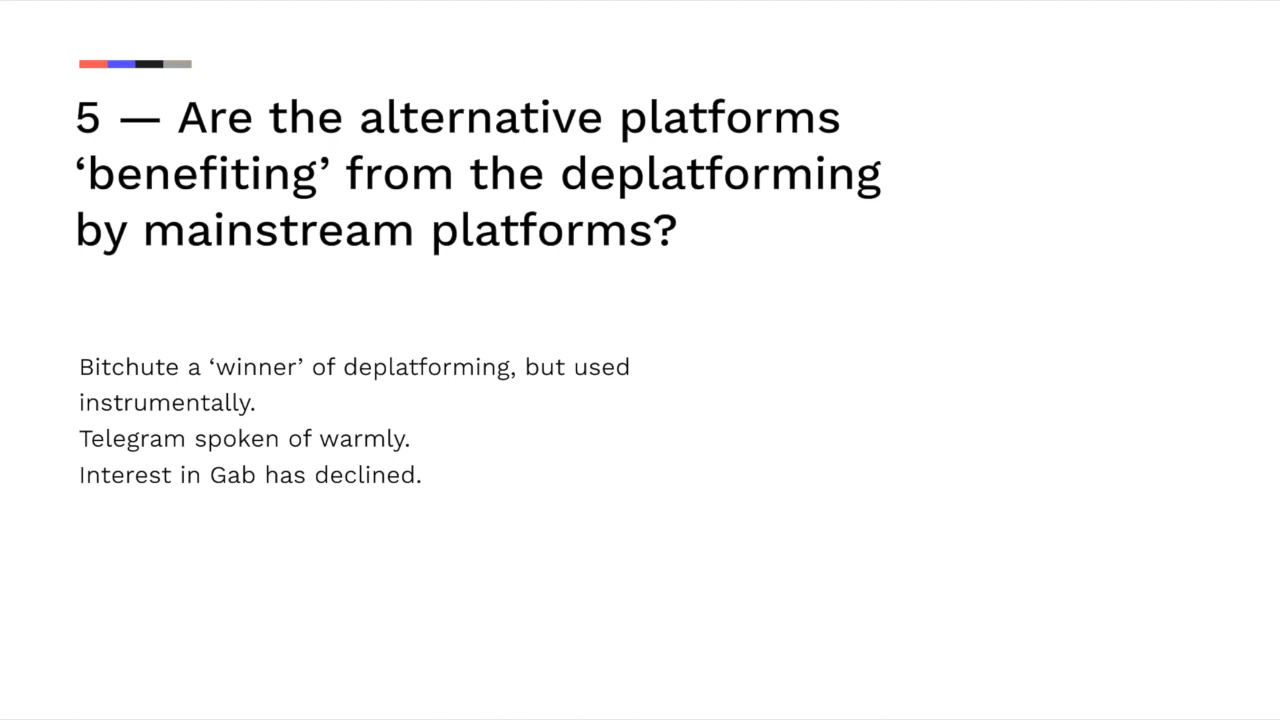 5 — Are the alternative platforms
‘benefiting’ from the deplatforming
by mainstream platforms?
Bitchute a ‘winner’ of deplatforming, but used
instrumentally.
Telegram spoken of warmly.
Interest in Gab has declined.